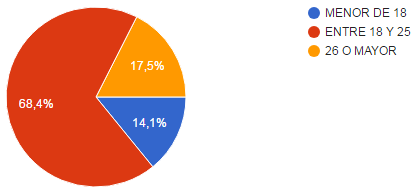 MENOR DE 18
ENTRE 18 Y 25
26 O MAYOR
17,5%
68,4%
14,1%